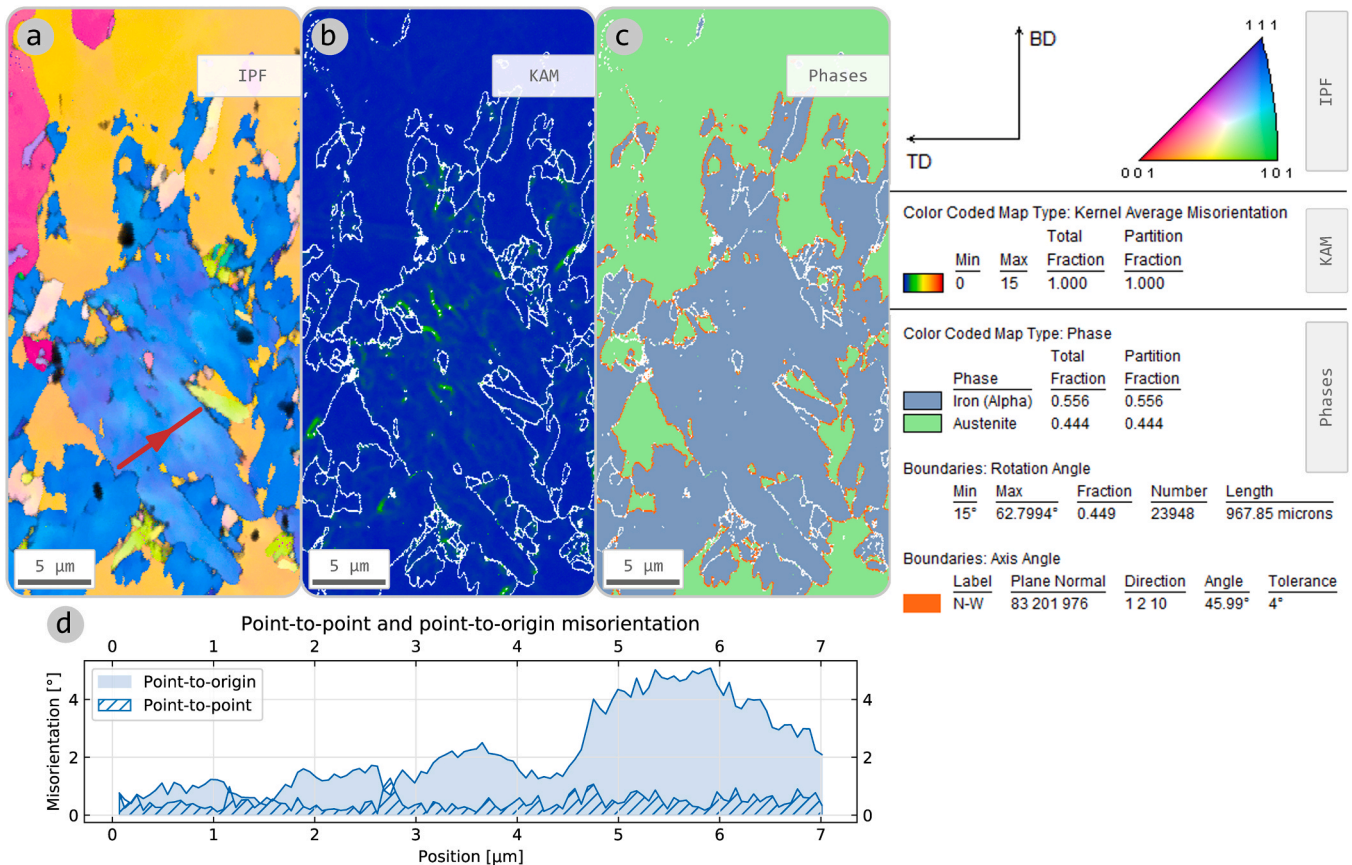 a
IPF
5 μm
b
KAM
5 μm
c
Phases
5 μm
BD
TD
1 1 1
0 0 1
1 0 1
IPF
Color Coded Map Type: Kernel Average Misorientation
Total Partition
Min Max Fraction Fraction
0 15 1.000 1.000
KAM
Color Coded Map Type: Phase
Total Partition
Phase Fraction Fraction
Iron (Alpha) 0.556 0.556
Austenite 0.444 0.444
Boundaries: Rotation Angle
Min Max Fraction Number Length
15° 62.7994° 0.449 23948 967.85 microns
Boundaries: Axis Angle
Label Plane Normal Direction Angle Tolerance
N-W 83 201 976 1 2 10 45.99° 4°
Phases
d
Point-to-point and point-to-origin misorientation
0 1 2 3 4 5 6 7
Misorientation [°]
4
2
0
Point-to-origin
Point-to-point
4
2
0
0 1 2 3 4 5 6 7
Position [μm]